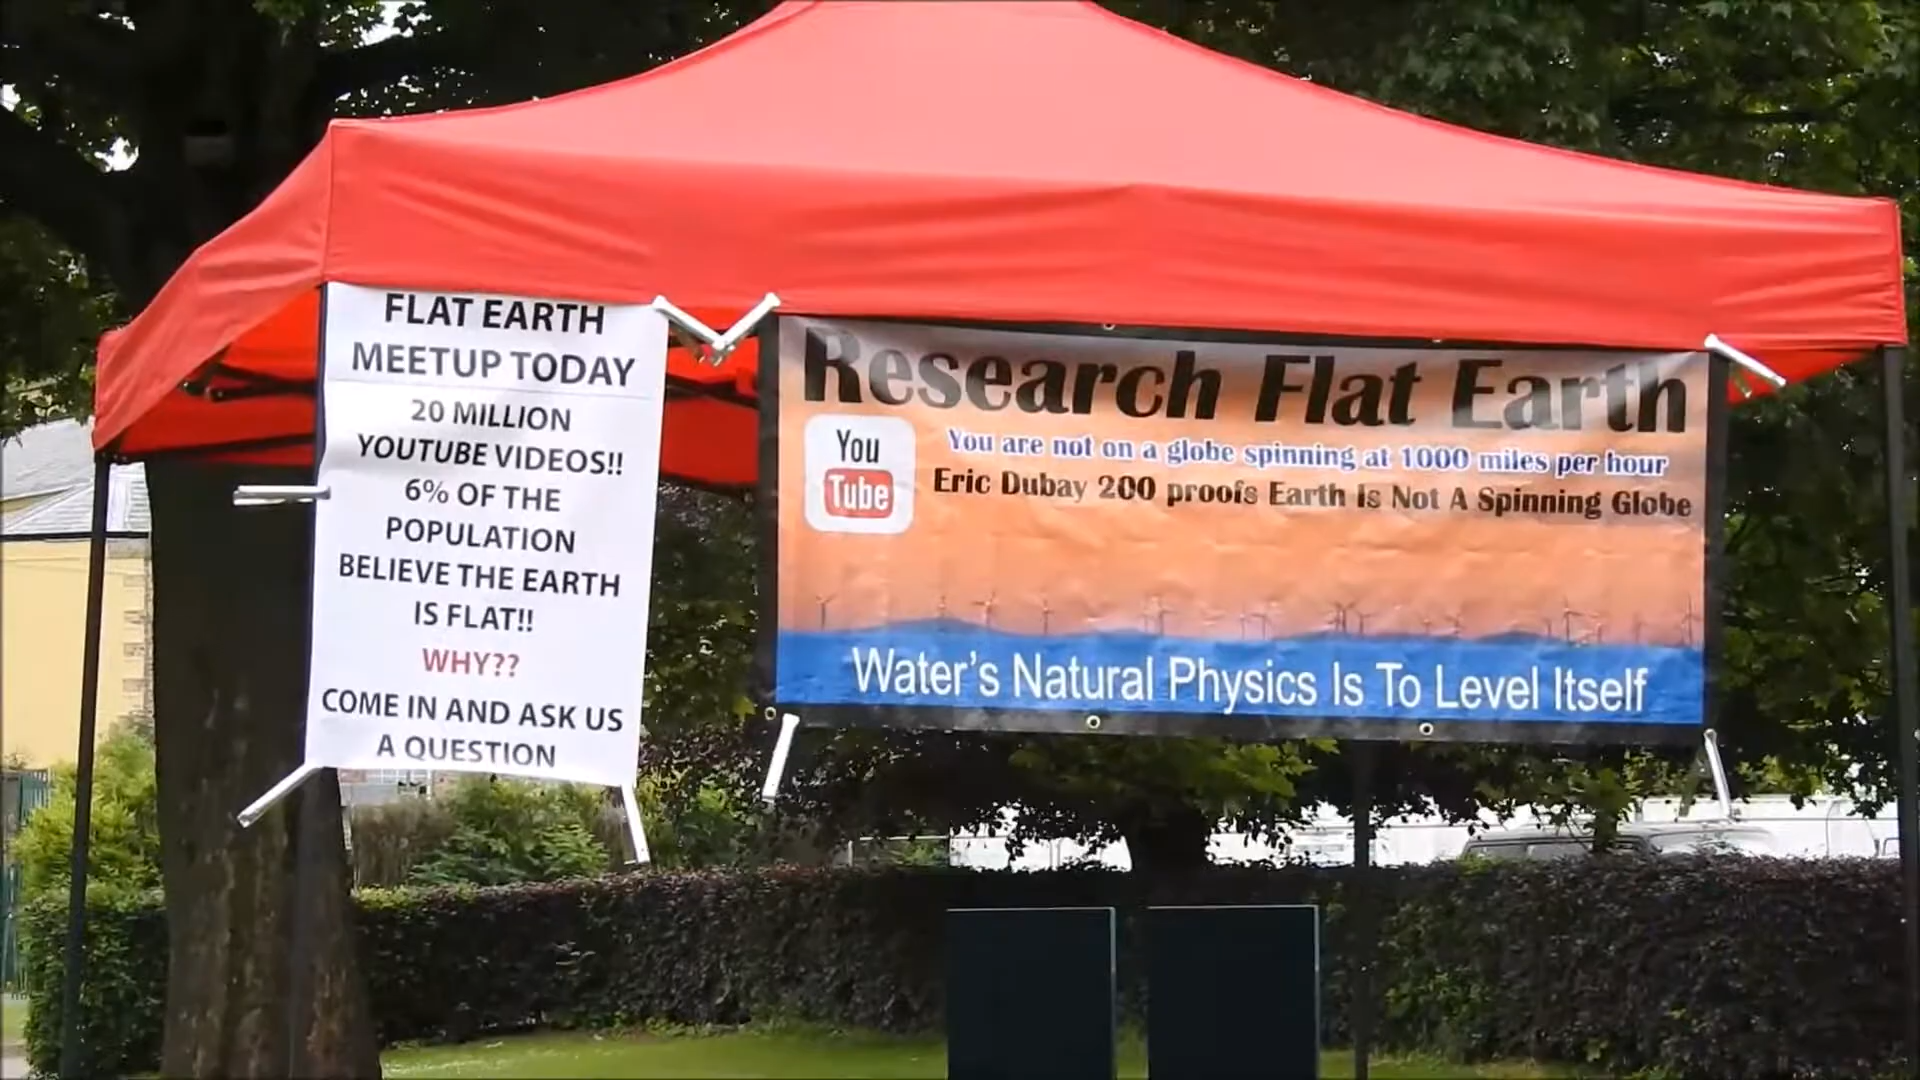 FLAT EARTH
MEETUP TODAY
20 MILLION
YOUTUBE VIDEOS!!
6% OF THE
POPULATION
BELIEVE THE EARTH
IS FLAT!!
WHY??
COME IN AND ASK US
A QUESTION
Research Flat Earth
You
Tube
You are not on a globe spinning at 1000 miles per hour
Eric Dubay 200 proofs Earth Is Not A Spinning Globe
Water's Natural Physics Is To Level Itself